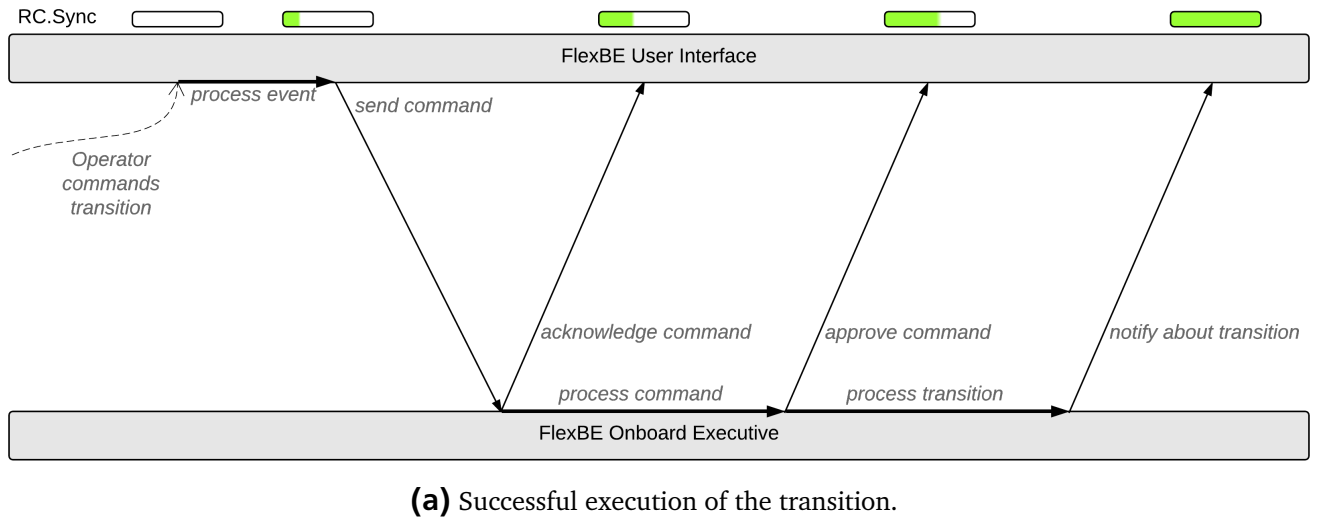 RC.Sync
FlexBE User Interface
process event
send command
Operator
commands
transition
acknowledge command
approve command
notify about transition
process command
process transition
FlexBE Onboard Executive
(a) Successful execution of the transition.